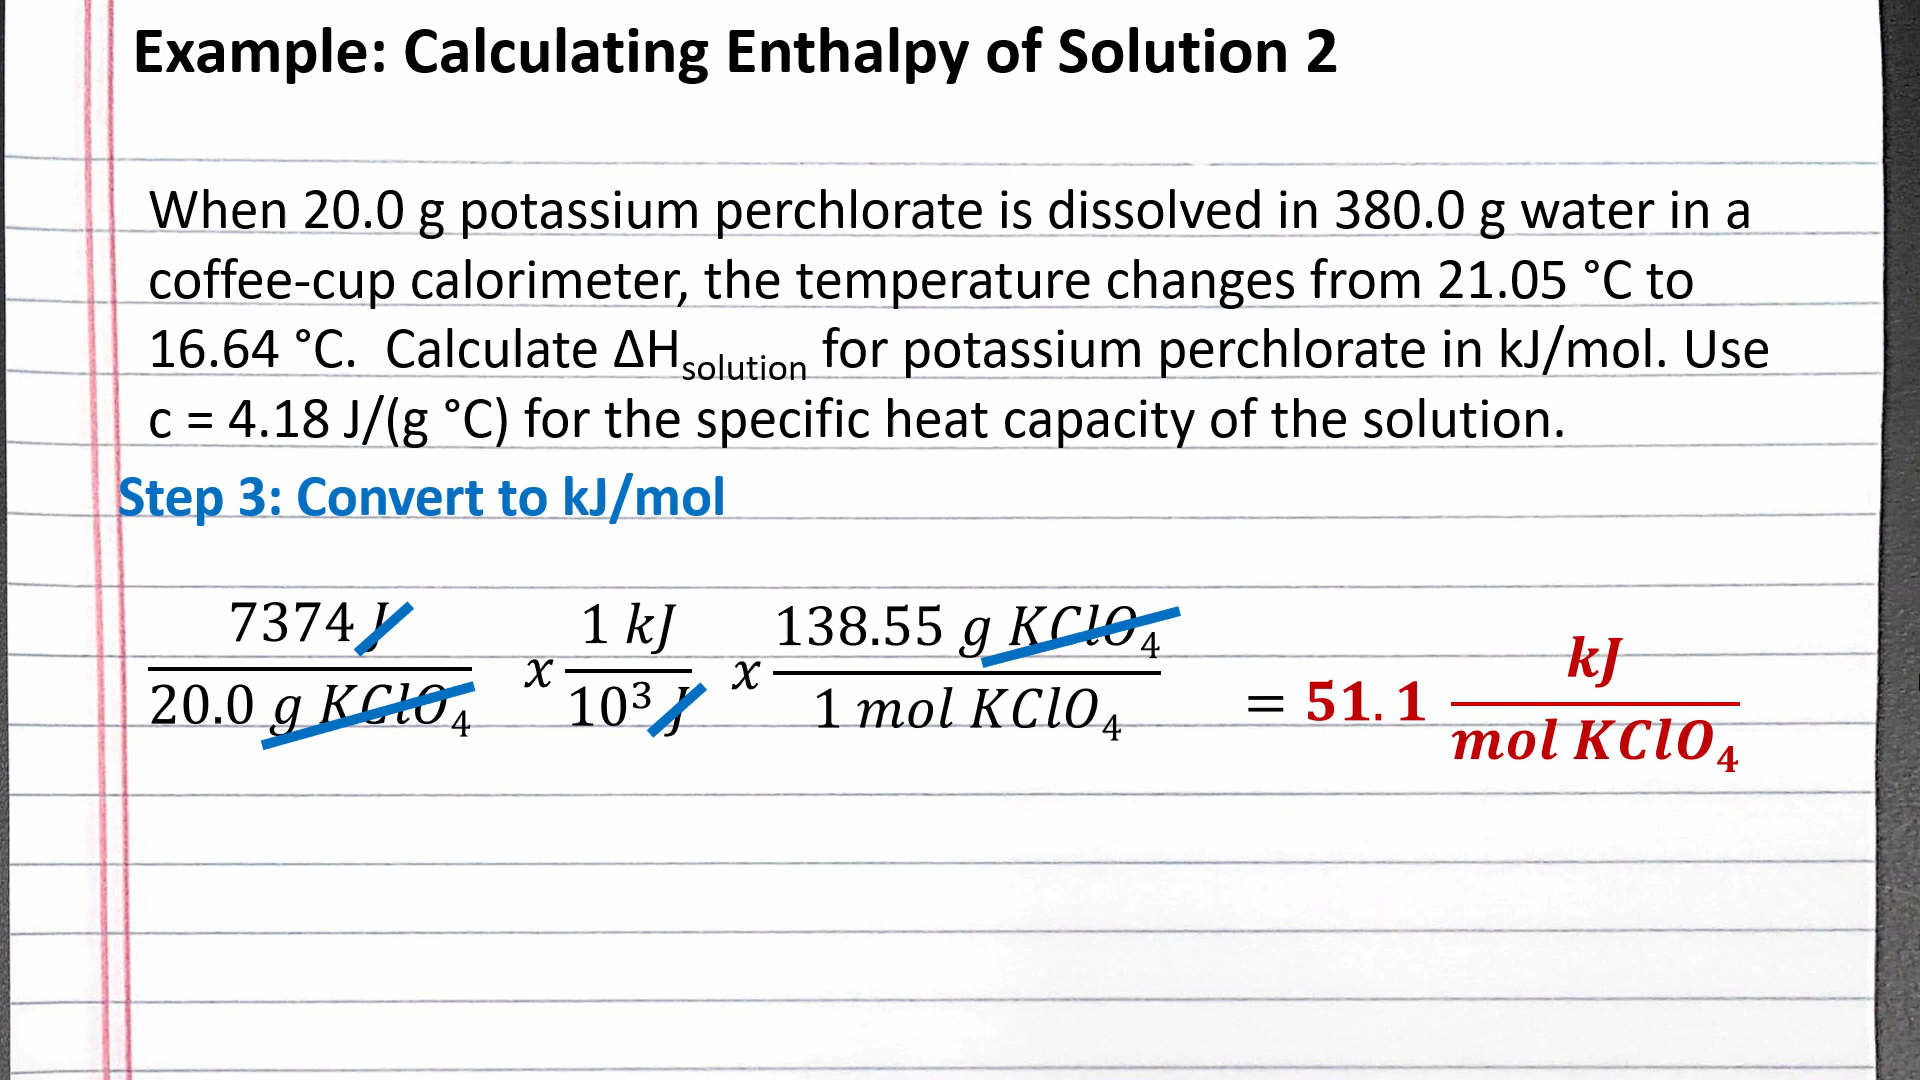 Example: Calculating Enthalpy of Solution 2
When 20.0 g potassium perchlorate is dissolved in 380.0 g water in a
coffee-cup calorimeter, the temperature changes from 21.05 °C to
16.64 °C.  Calculate ΔH_solution for potassium perchlorate in kJ/mol. Use
c = 4.18 J/(g °C) for the specific heat capacity of the solution.
Step 3: Convert to kJ/mol
7374 J / 20.0 g KClO₄ x 1 kJ / 10³ J x 138.55 g KClO₄ / 1 mol KClO₄ = 51.1 kJ / mol KClO₄